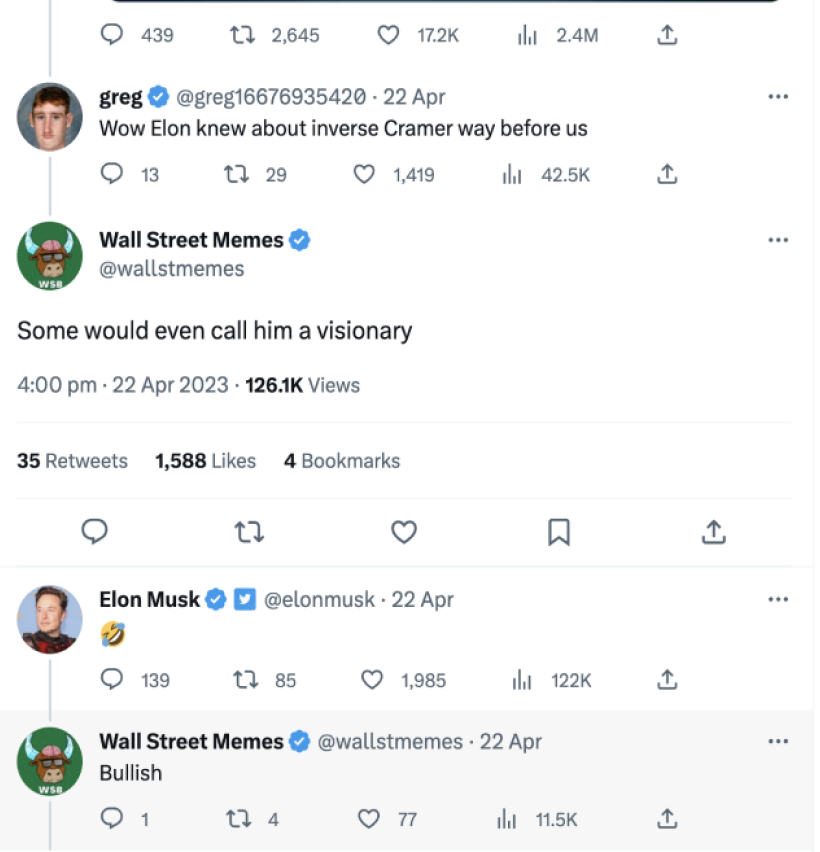 439 2,645 17.2K 2.4M
greg @greg16676935420 · 22 Apr
Wow Elon knew about inverse Cramer way before us
13 29 1,419 42.5K
Wall Street Memes
@wallstmemes
WSB
Some would even call him a visionary
4:00 pm · 22 Apr 2023 · 126.1K Views
35 Retweets 1,588 Likes 4 Bookmarks
Elon Musk @elonmusk · 22 Apr
🤣
139 85 1,985 122K
Wall Street Memes @wallstmemes · 22 Apr
Bullish
WSB
1 4 77 11.5K